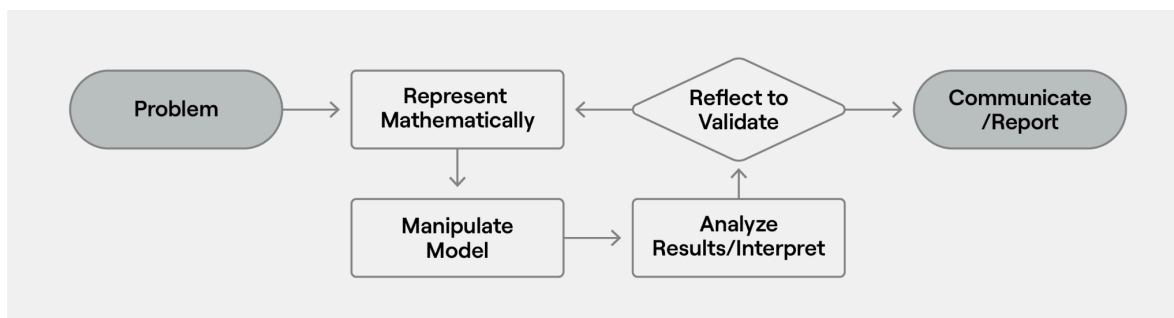 Problem
Represent
Mathematically
Reflect to
Validate
Communicate
/Report
Manipulate
Model
Analyze
Results/Interpret